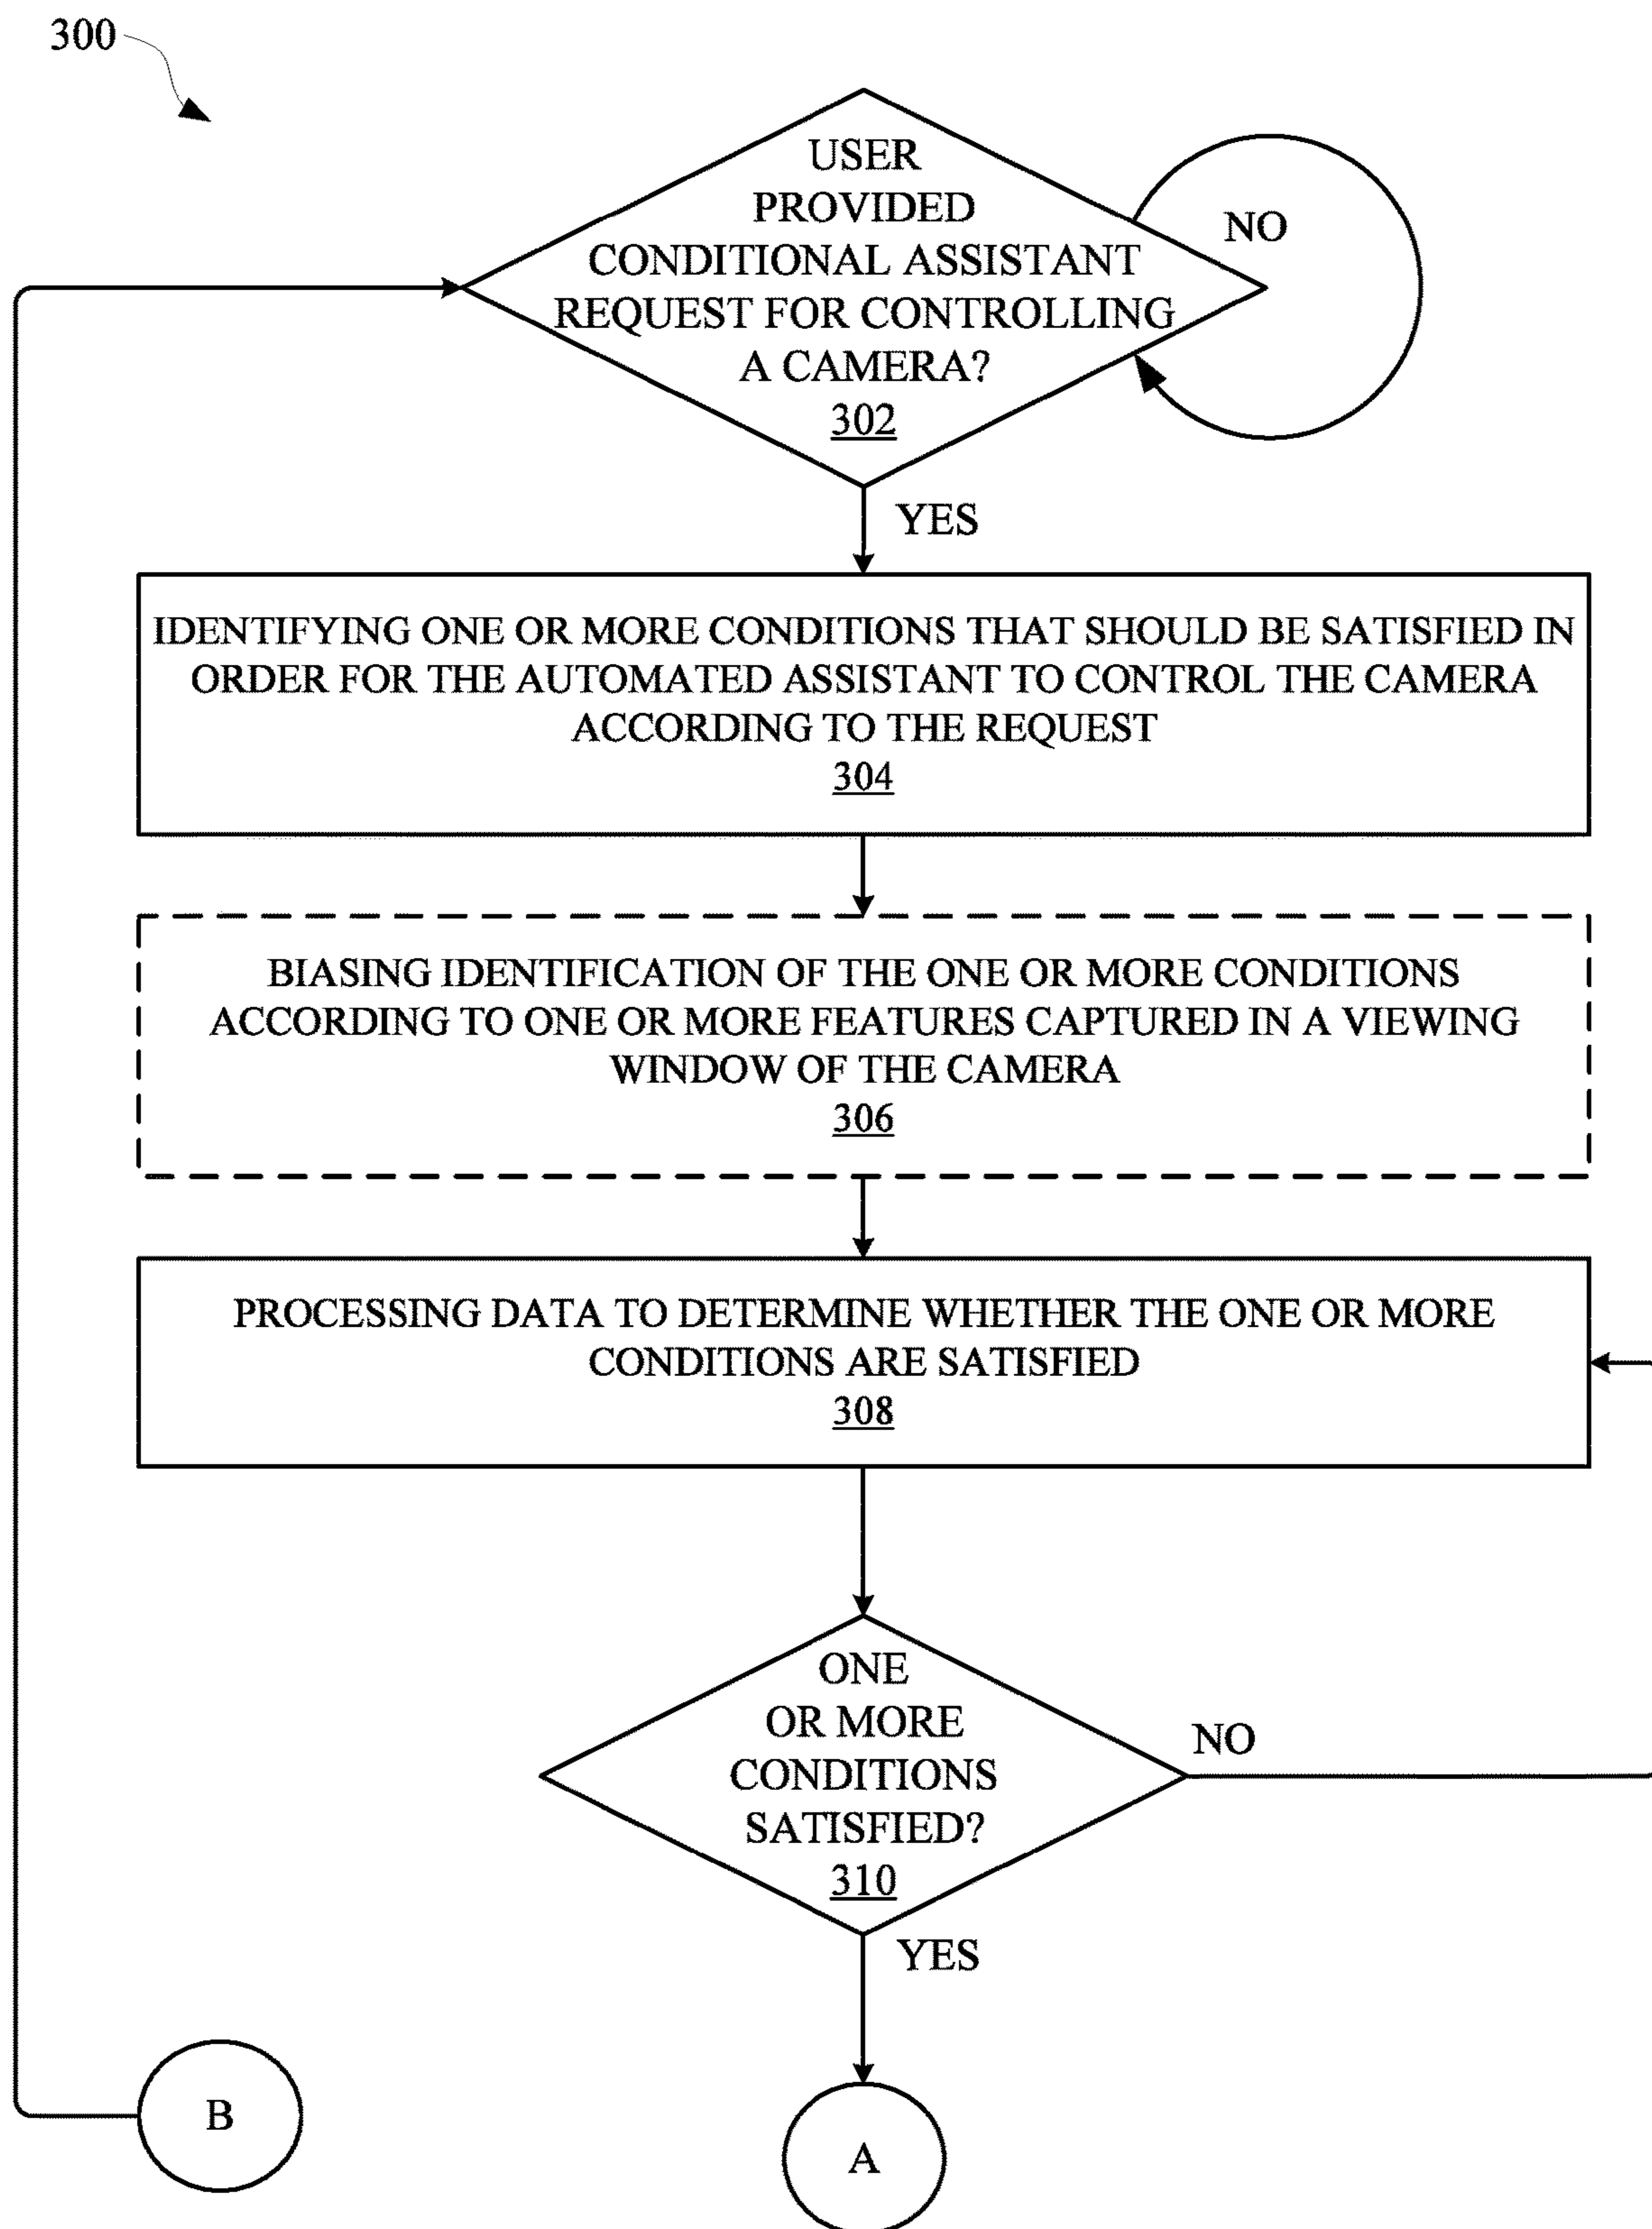 300
USER
PROVIDED
CONDITIONAL ASSISTANT
REQUEST FOR CONTROLLING
A CAMERA?
302
NO
YES
IDENTIFYING ONE OR MORE CONDITIONS THAT SHOULD BE SATISFIED IN
ORDER FOR THE AUTOMATED ASSISTANT TO CONTROL THE CAMERA
ACCORDING TO THE REQUEST
304
BIASING IDENTIFICATION OF THE ONE OR MORE CONDITIONS
ACCORDING TO ONE OR MORE FEATURES CAPTURED IN A VIEWING
WINDOW OF THE CAMERA
306
PROCESSING DATA TO DETERMINE WHETHER THE ONE OR MORE
CONDITIONS ARE SATISFIED
308
ONE
OR MORE
CONDITIONS
SATISFIED?
310
NO
YES
B
A